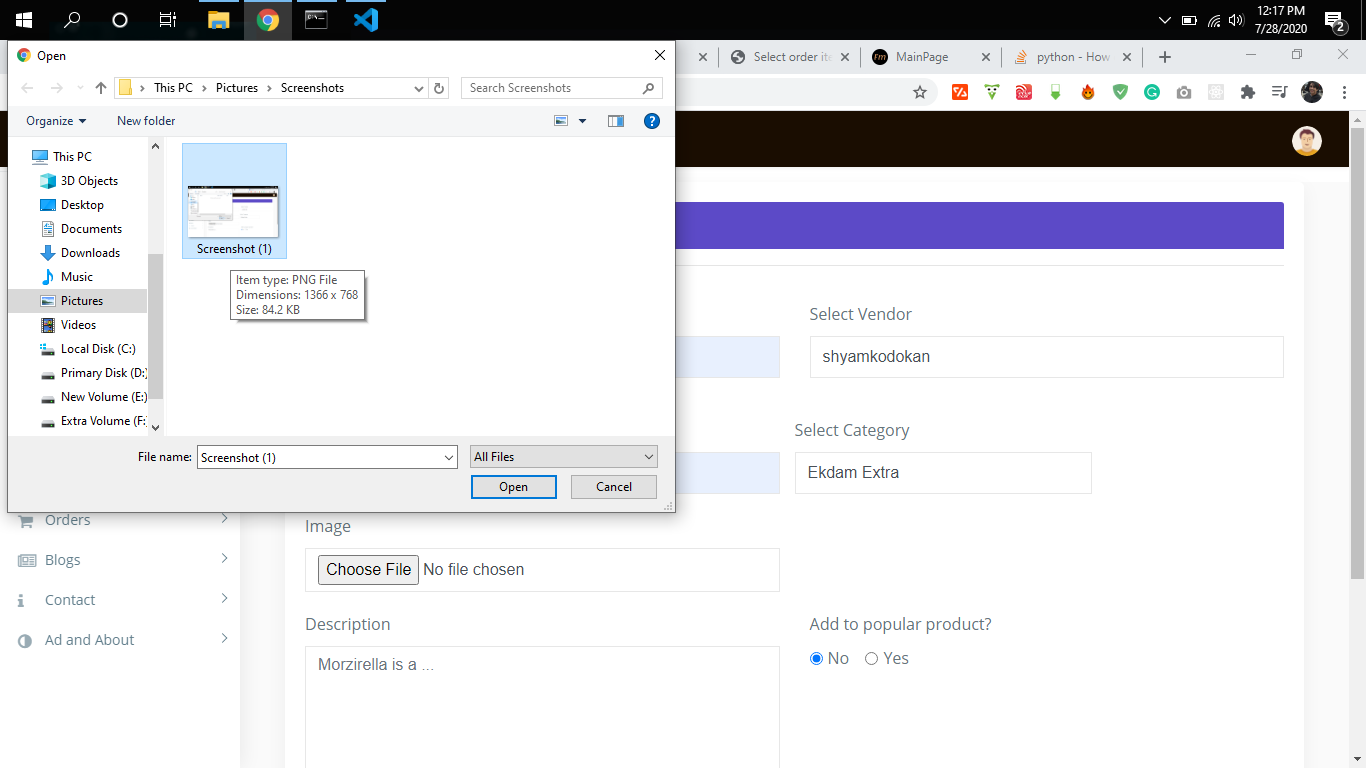 12:17 PM
7/28/2020
2
Open
Select order ite
MainPage
python - How
This PC
Pictures
Screenshots
Search Screenshots
Organize
New folder
This PC
3D Objects
Desktop
Documents
Downloads
Music
Pictures
Videos
Local Disk (C:)
Primary Disk (D:)
New Volume (E:)
Extra Volume (F:
Screenshot (1)
Item type: PNG File
Dimensions: 1366 x 768
Size: 84.2 KB
File name:
Screenshot (1)
All Files
Open
Cancel
Select Vendor
shyamkodokan
Select Category
Ekdam Extra
Orders
Blogs
Contact
Ad and About
Image
Choose File No file chosen
Description
Morzirella is a ...
Add to popular product?
No Yes